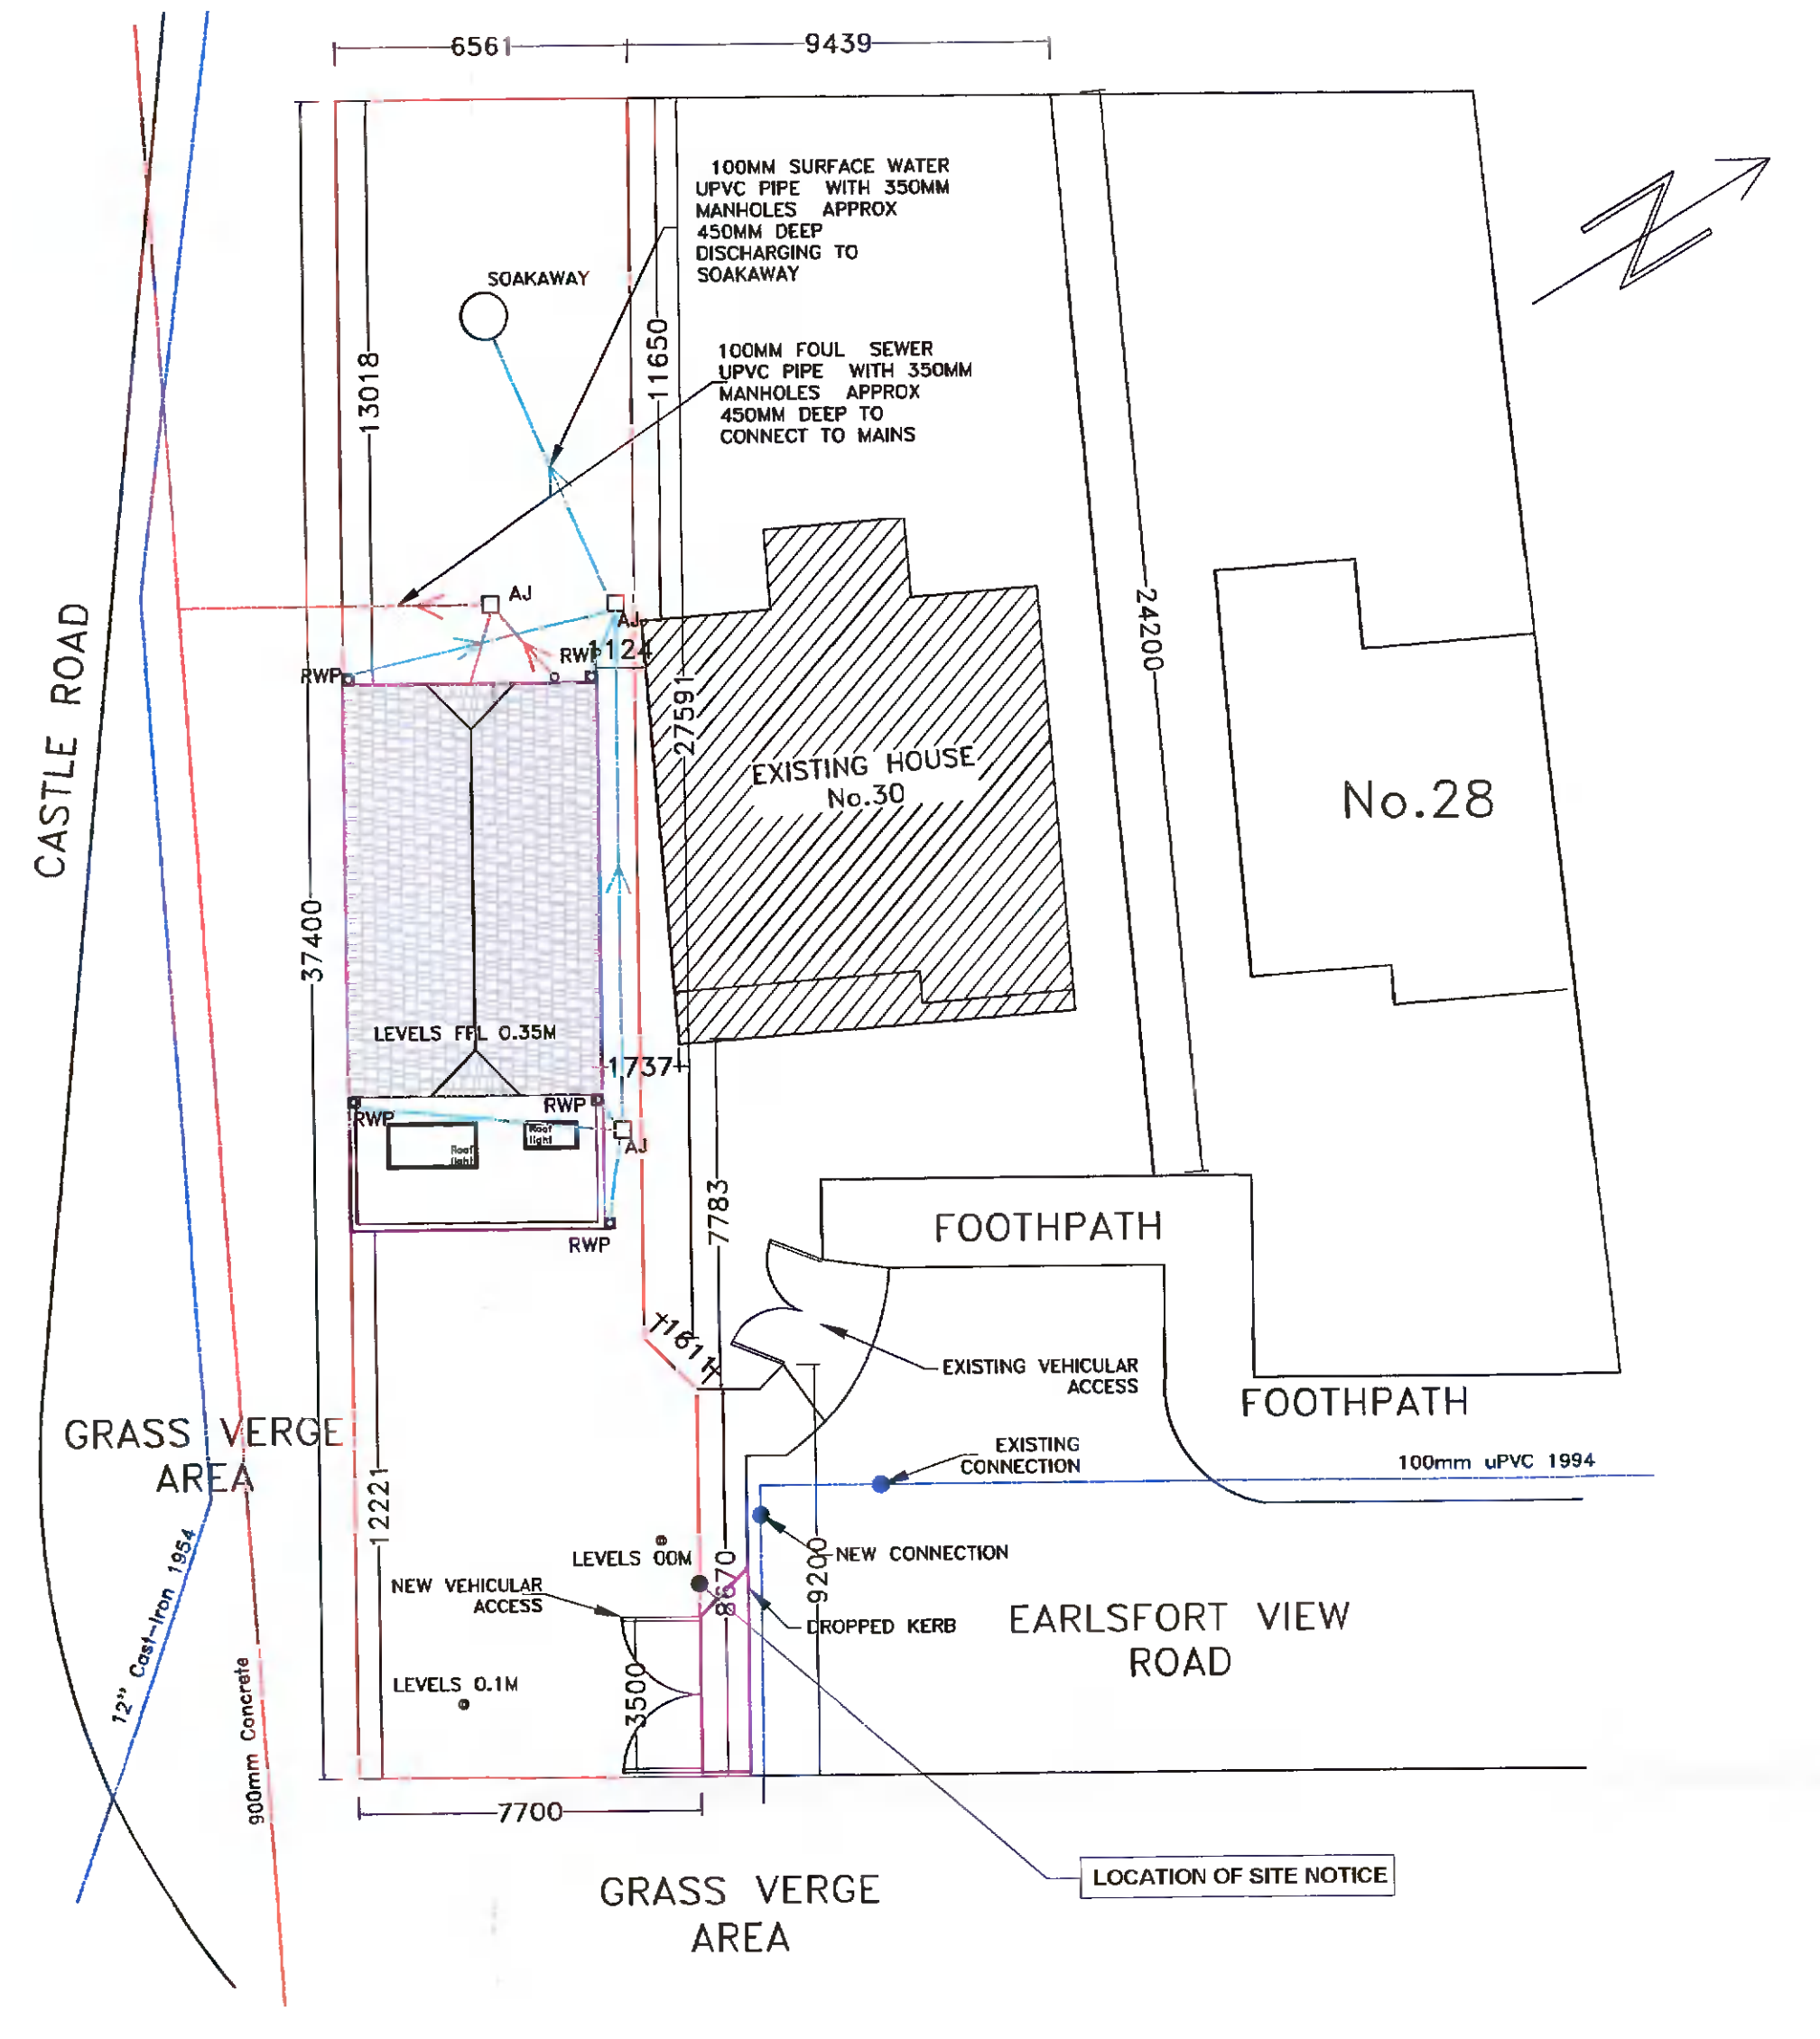 6561
9439
100MM SURFACE WATER
UPVC PIPE WITH 350MM
MANHOLES APPROX
450MM DEEP
DISCHARGING TO
SOAKAWAY
SOAKAWAY
13018
11650
100MM FOUL SEWER
UPVC PIPE WITH 350MM
MANHOLES APPROX
450MM DEEP TO
CONNECT TO MAINS
AJ
AJ
RWP
RWP
1124
24200
CASTLE ROAD
27591
EXISTING HOUSE
No.30
No.28
37400
LEVELS FFL 0.35M
1737
RWP
RWP
Roof
light
Roof
light
AJ
RWP
7783
FOOTHPATH
1611
EXISTING VEHICULAR
ACCESS
FOOTHPATH
GRASS VERGE
AREA
EXISTING
CONNECTION
100mm uPVC 1994
12221
LEVELS 00M
NEW CONNECTION
8670
9200
NEW VEHICULAR
ACCESS
DROPPED KERB
EARLSFORT VIEW
ROAD
12" Cast-Iron 1954
900mm Concrete
LEVELS 0.1M
3500
7700
LOCATION OF SITE NOTICE
GRASS VERGE
AREA